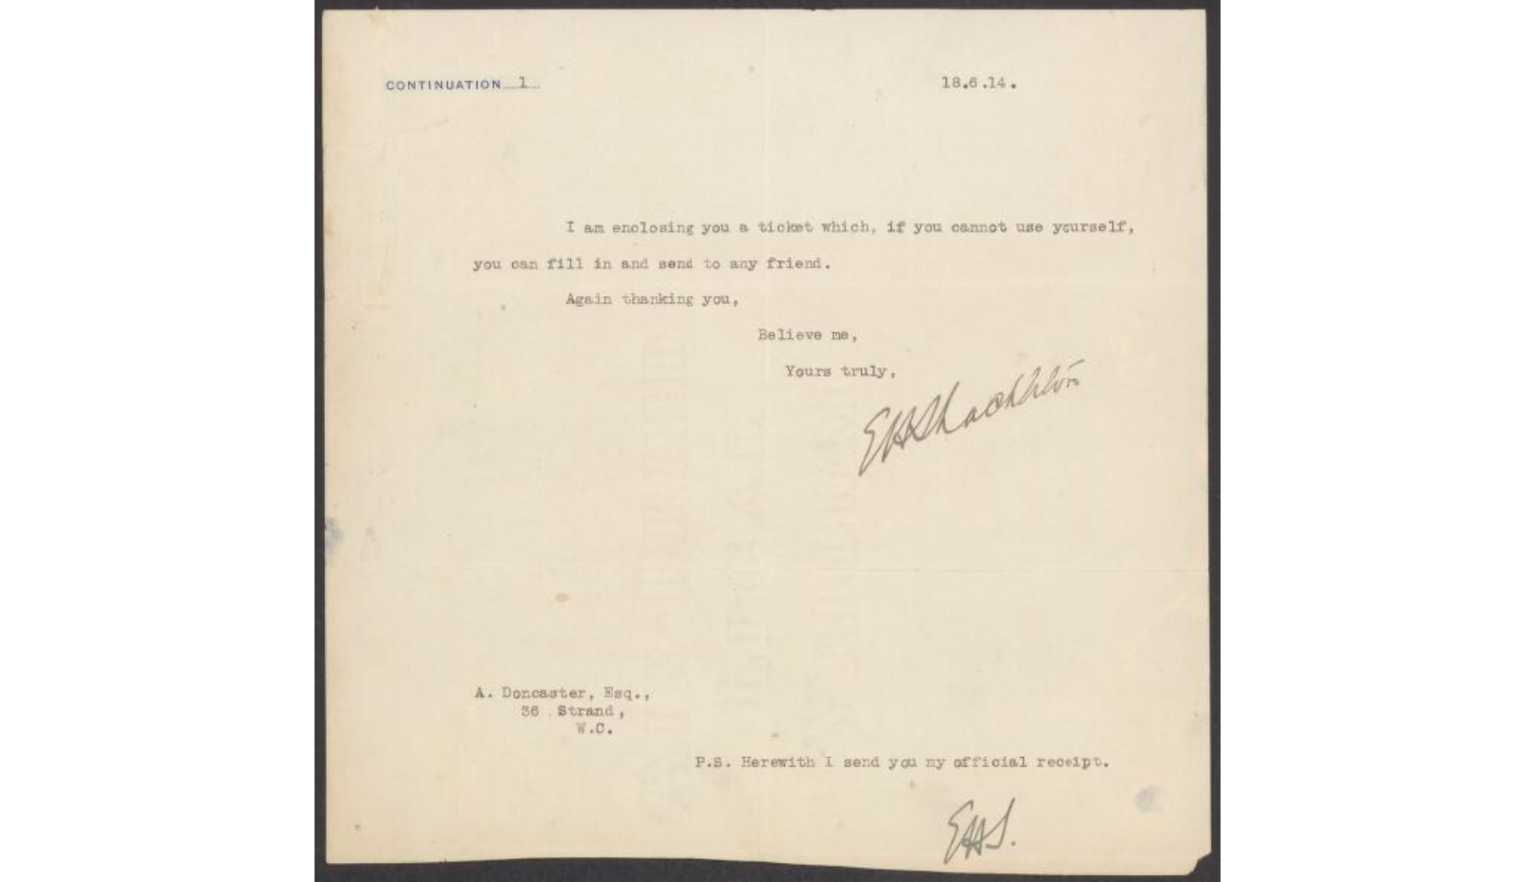 CONTINUATION 1
18.6.14.
I am enclosing you a ticket which, if you cannot use yourself,
you can fill in and send to any friend.
Again thanking you,
Believe me,
Yours truly,
EHShackleton
A. Doncaster, Esq.,
36 Strand,
W.C.
P.S. Herewith I send you my official receipt.
EHS.